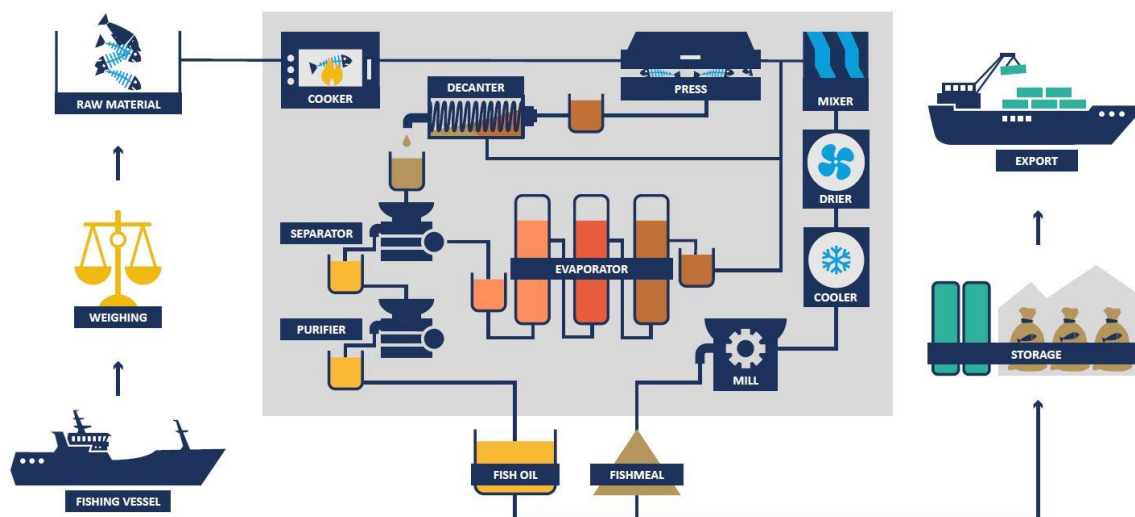 RAW MATERIAL
COOKER
DECANTER
PRESS
MIXER
EXPORT
DRIER
SEPARATOR
EVAPORATOR
COOLER
WEIGHING
PURIFIER
STORAGE
MILL
FISH OIL
FISHMEAL
FISHING VESSEL